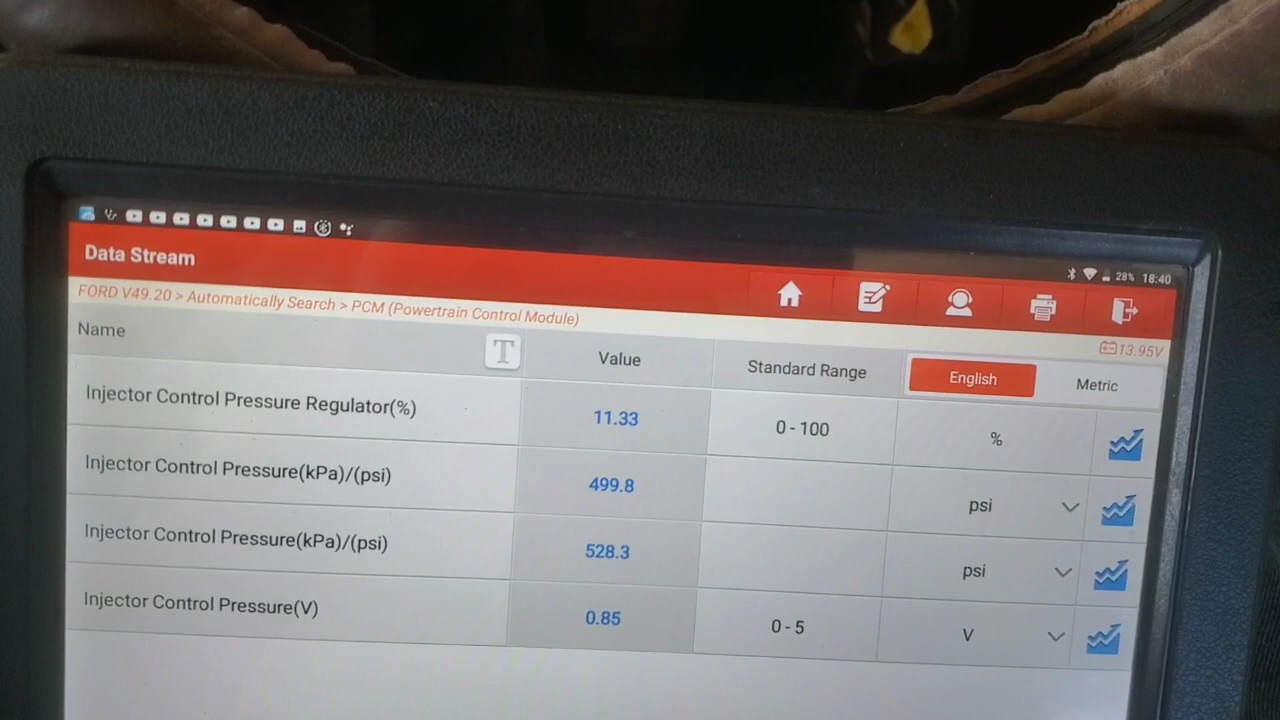 28% 18:40
Data Stream
FORD V49.20 > Automatically Search > PCM (Powertrain Control Module)
13.95V
Name T Value Standard Range English Metric
Injector Control Pressure Regulator(%) 11.33 0 - 100 %
Injector Control Pressure(kPa)/(psi) 499.8 psi
Injector Control Pressure(kPa)/(psi) 528.3 psi
Injector Control Pressure(V) 0.85 0 - 5 V